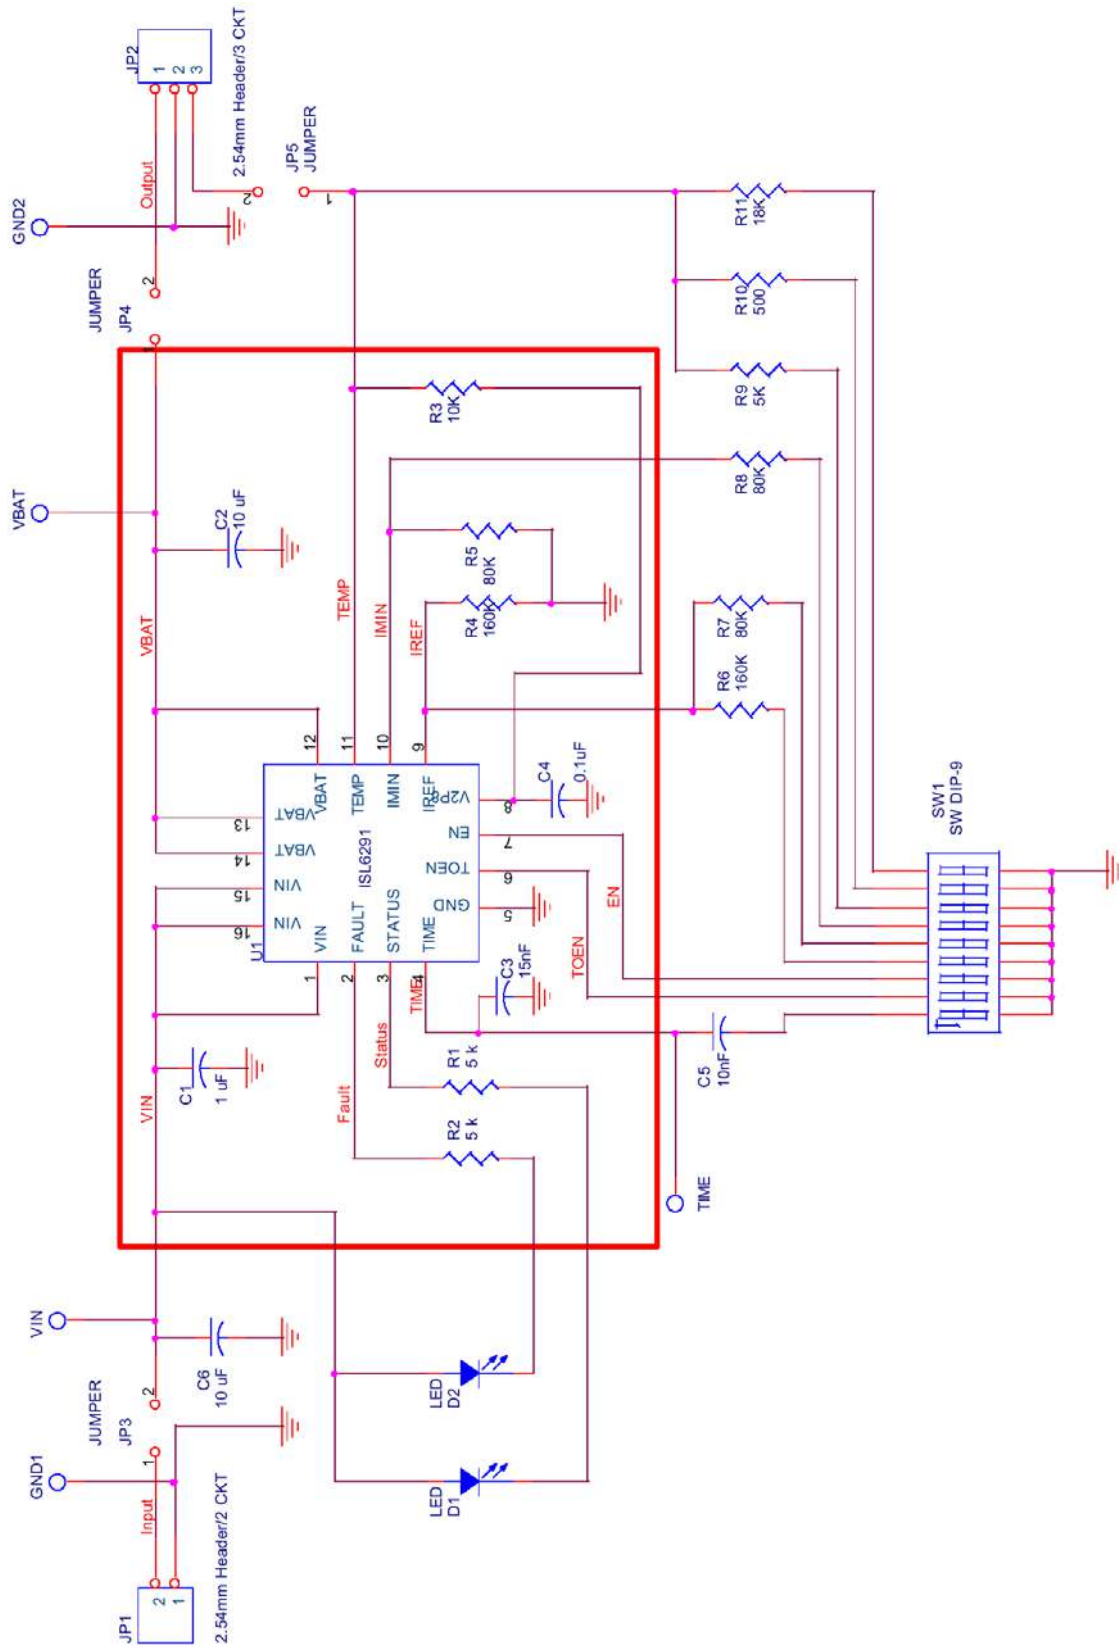 JP1
2
1
2.54mm Header/2 CKT
Input
GND1
JUMPER
JP3
1
2
VIN
C6
10 uF
LED
D1
LED
D2
VIN
C1
1 uF
Fault
Status
R2
5 k
R1
5 k
TIME
C3
15nF
TIME
C5
10nF
U1
ISL6291
1
VIN
2
FAULT
3
STATUS
4
TIME
5
GND
6
TOEN
7
EN
8
9
IREF
10
IMIN
11
TEMP
12
VBAT
13
VBAT
14
VBAT
15
VIN
16
VIN
TOEN
EN
C4
0.1uF
VBAT
VBAT
C2
10 uF
TEMP
IMIN
IREF
R4
160K
R5
80K
R3
10K
R6
160K
R7
80K
R8
80K
R9
5K
R10
500
R11
18K
JUMPER
JP4
1
2
GND2
Output
JP2
1
2
3
2.54mm Header/3 CKT
JP5
JUMPER
2
1
SW1
SW DIP-9